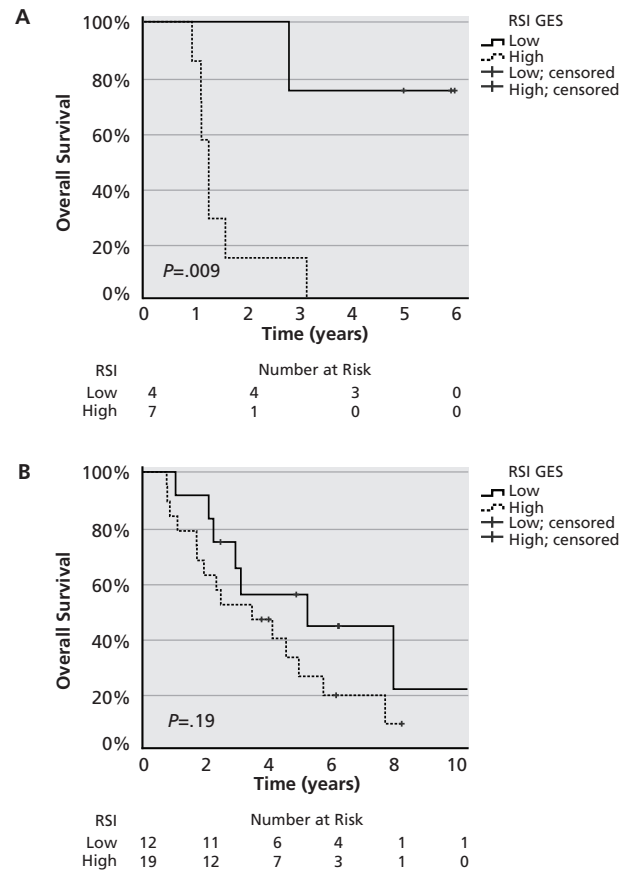 A
100%
80%
60%
40%
20%
0%
Overall Survival
P=.009
0 1 2 3 4 5 6
Time (years)
RSI GES
Low
High
Low; censored
High; censored
RSI Number at Risk
Low 4 4 3 0
High 7 1 0 0
B
100%
80%
60%
40%
20%
0%
Overall Survival
P=.19
0 2 4 6 8 10
Time (years)
RSI GES
Low
High
Low; censored
High; censored
RSI Number at Risk
Low 12 11 6 4 1 1
High 19 12 7 3 1 0